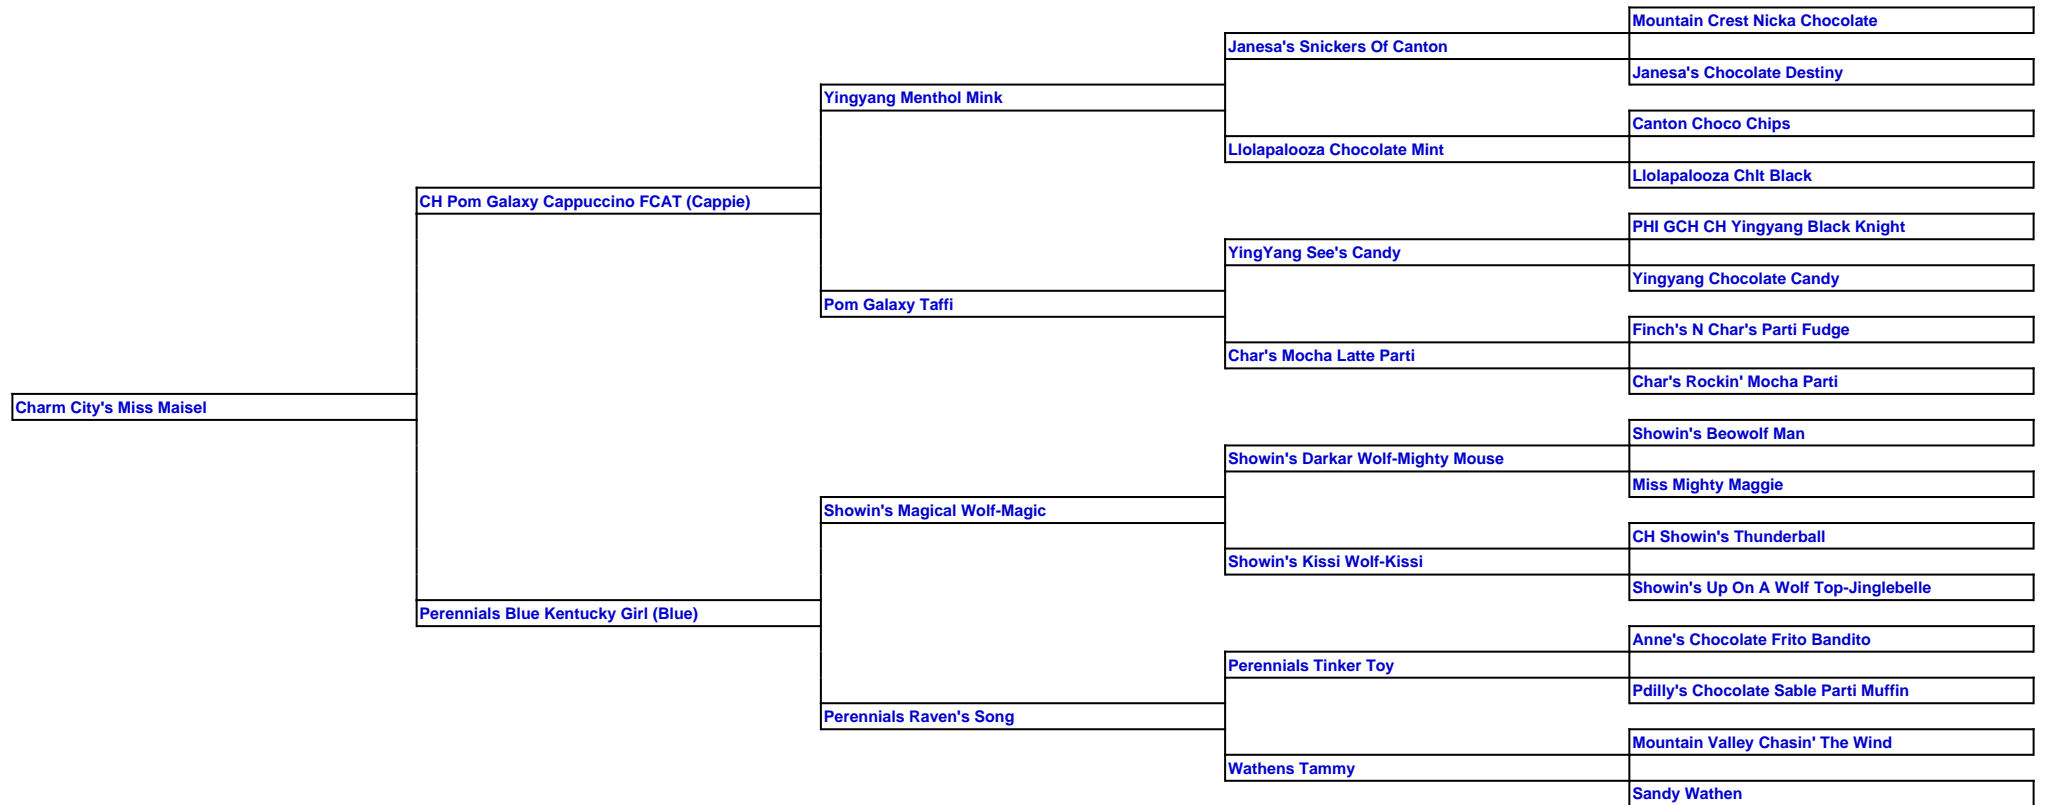 Mountain Crest Nicka Chocolate
Janesa's Snickers Of Canton
Janesa's Chocolate Destiny
Yingyang Menthol Mink
Canton Choco Chips
Llolapalooza Chocolate Mint
Llolapalooza Chlt Black
CH Pom Galaxy Cappuccino FCAT (Cappie)
PHI GCH CH Yingyang Black Knight
YingYang See's Candy
Yingyang Chocolate Candy
Pom Galaxy Taffi
Finch's N Char's Parti Fudge
Char's Mocha Latte Parti
Char's Rockin' Mocha Parti
Charm City's Miss Maisel
Showin's Beowolf Man
Showin's Darkar Wolf-Mighty Mouse
Miss Mighty Maggie
Showin's Magical Wolf-Magic
CH Showin's Thunderball
Showin's Kissi Wolf-Kissi
Showin's Up On A Wolf Top-Jinglebelle
Perennials Blue Kentucky Girl (Blue)
Anne's Chocolate Frito Bandito
Perennials Tinker Toy
Pdilly's Chocolate Sable Parti Muffin
Perennials Raven's Song
Mountain Valley Chasin' The Wind
Wathens Tammy
Sandy Wathen